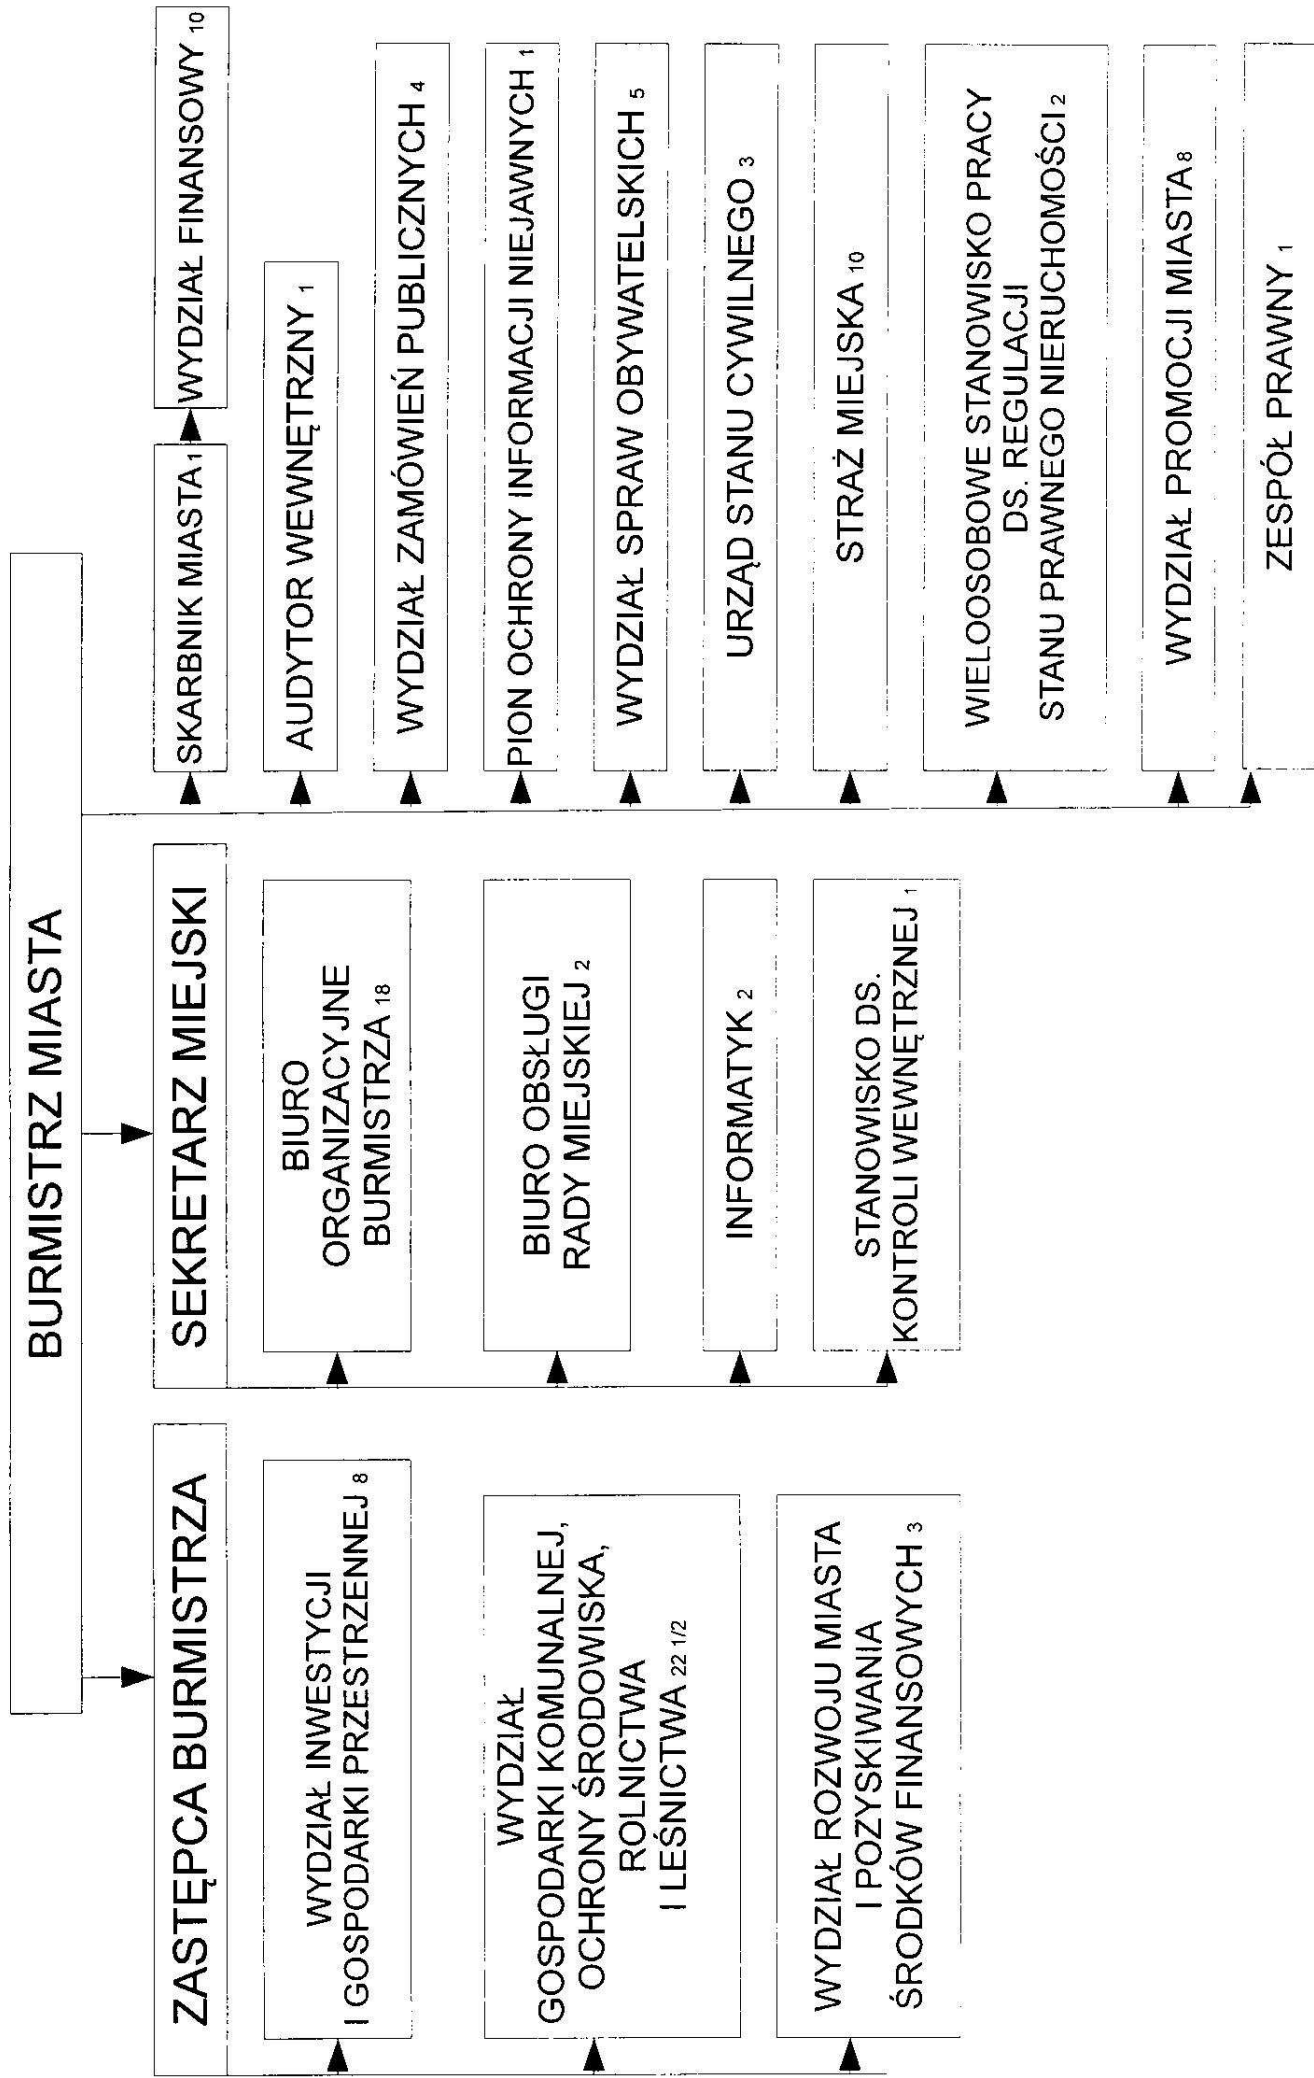 BURMISTRZ MIASTA
ZASTĘPCA BURMISTRZA
WYDZIAŁ INWESTYCJI
I GOSPODARKI PRZESTRZENNEJ 8
WYDZIAŁ
GOSPODARKI KOMUNALNEJ,
OCHRONY ŚRODOWISKA,
ROLNICTWA
I LEŚNICTWA 22 1/2
WYDZIAŁ ROZWOJU MIASTA
I POZYSKIWANIA
ŚRODKÓW FINANSOWYCH 3
SEKRETARZ MIEJSKI
BIURO
ORGANIZACYJNE
BURMISTRZA 18
BIURO OBSŁUGI
RADY MIEJSKIEJ 2
INFORMATYK 2
STANOWISKO DS.
KONTROLI WEWNĘTRZNEJ 1
SKARBNIK MIASTA 1
WYDZIAŁ FINANSOWY 10
AUDYTOR WEWNĘTRZNY 1
WYDZIAŁ ZAMÓWIEŃ PUBLICZNYCH 4
PION OCHRONY INFORMACJI NIEJAWNYCH 1
WYDZIAŁ SPRAW OBYWATELSKICH 5
URZĄD STANU CYWILNEGO 3
STRAŻ MIEJSKA 10
WIELOOSOBOWE STANOWISKO PRACY
DS. REGULACJI
STANU PRAWNEGO NIERUCHOMOŚCI 2
WYDZIAŁ PROMOCJI MIASTA 8
ZESPÓŁ PRAWNY 1